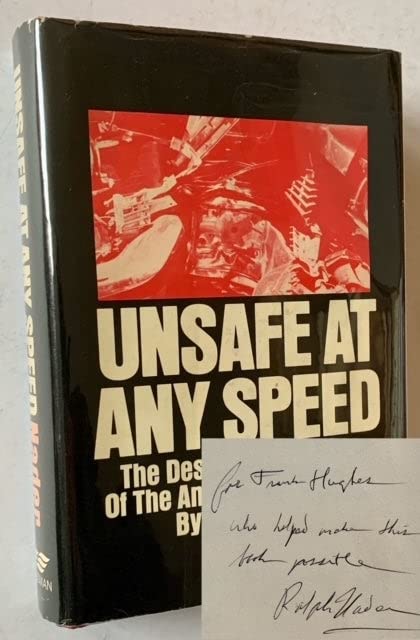 UNSAFE AT ANY SPEED Nader
UNSAFE AT
ANY SPEED
The Des
Of The An
By
for Frank Hughes
who helped make this
book possible
Ralph Nader